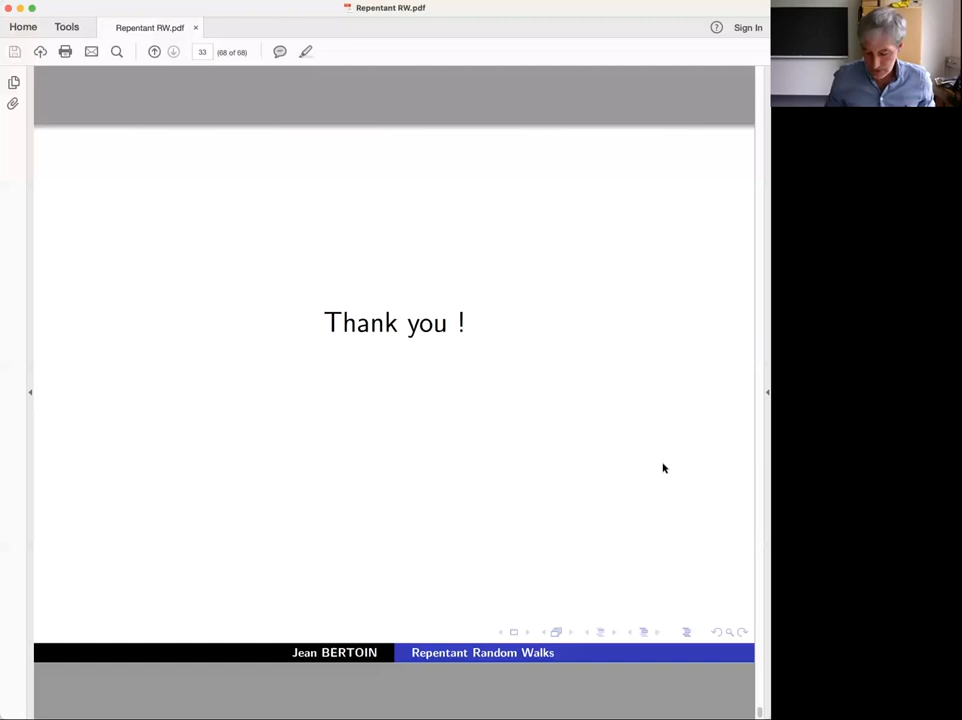 Repentant RW.pdf
Home Tools Repentant RW.pdf × Sign In
33 (68 of 68)
Thank you !
Jean BERTOIN Repentant Random Walks